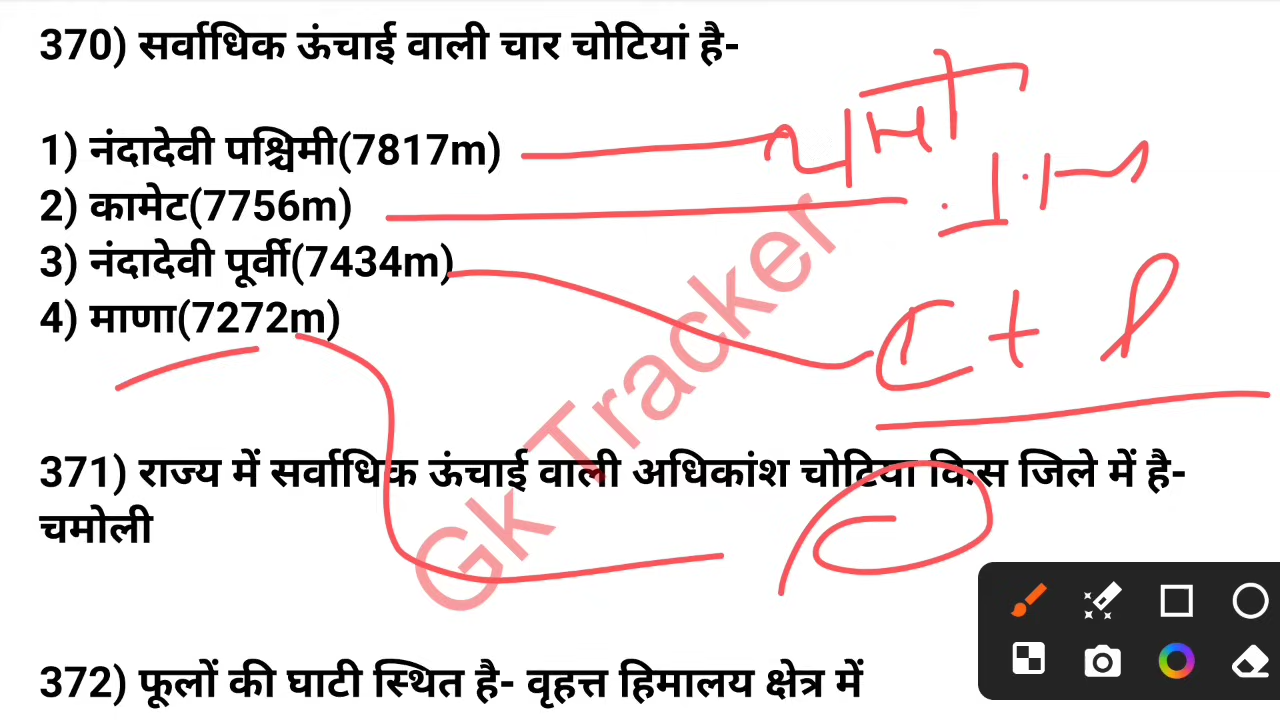 370) सर्वाधिक ऊंचाई वाली चार चोटियां है-
1) नंदादेवी पश्चिमी(7817m)
2) कामेट(7756m)
3) नंदादेवी पूर्वी(7434m)
4) माणा(7272m)
C + P
Gk Tracker
371) राज्य में सर्वाधिक ऊंचाई वाली अधिकांश चोटिया किस जिले में है-
चमोली
372) फूलों की घाटी स्थित है- वृहत्त हिमालय क्षेत्र में